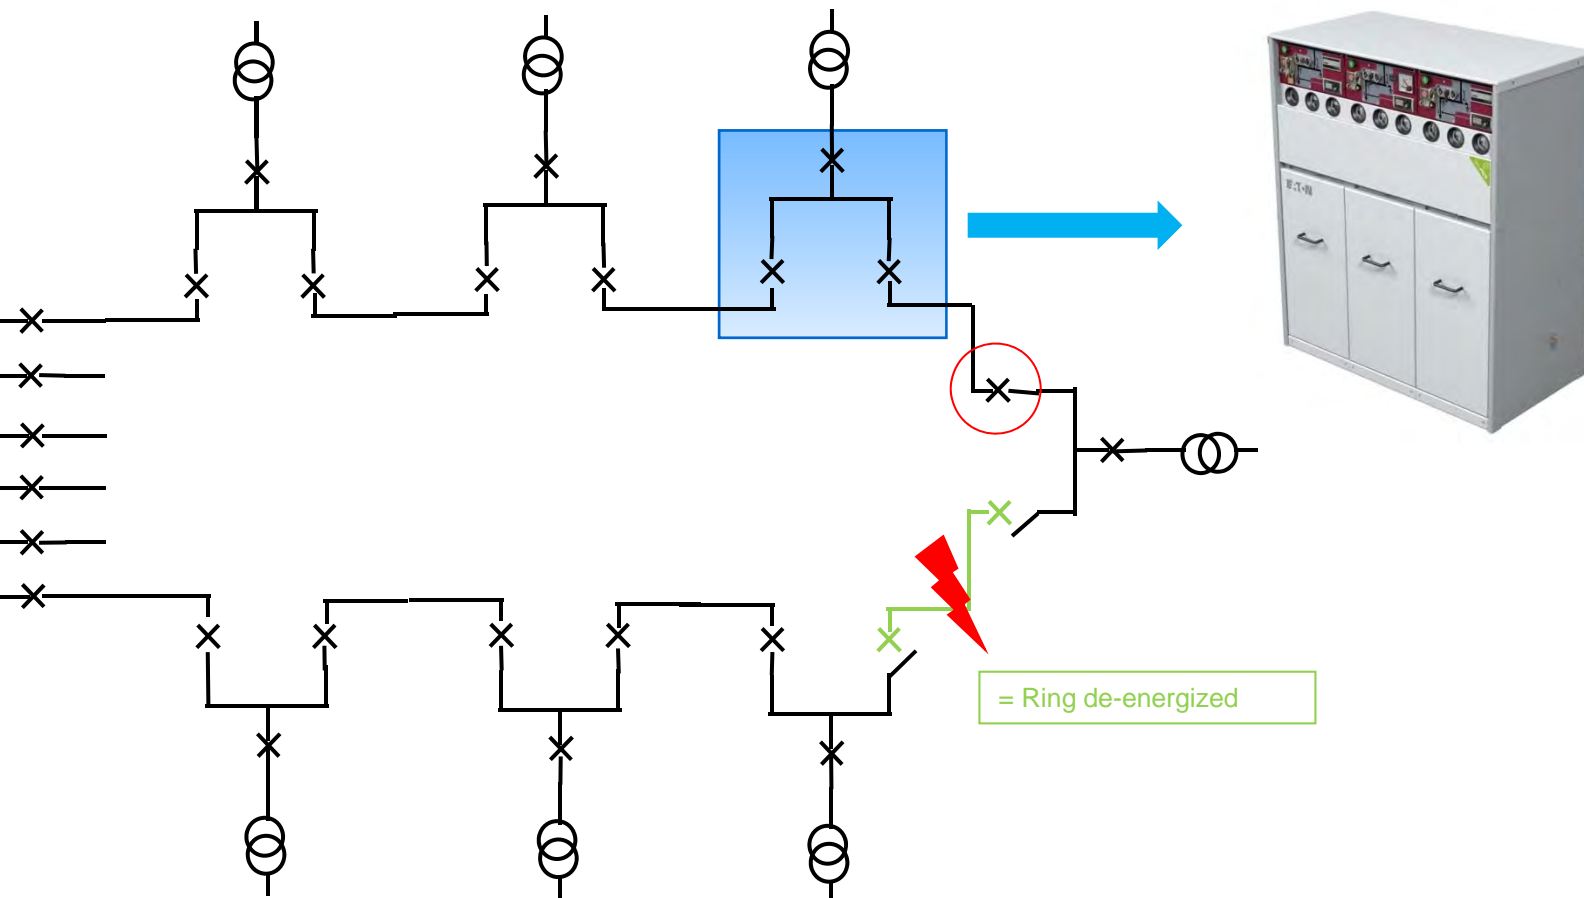 E·T·N
= Ring de-energized